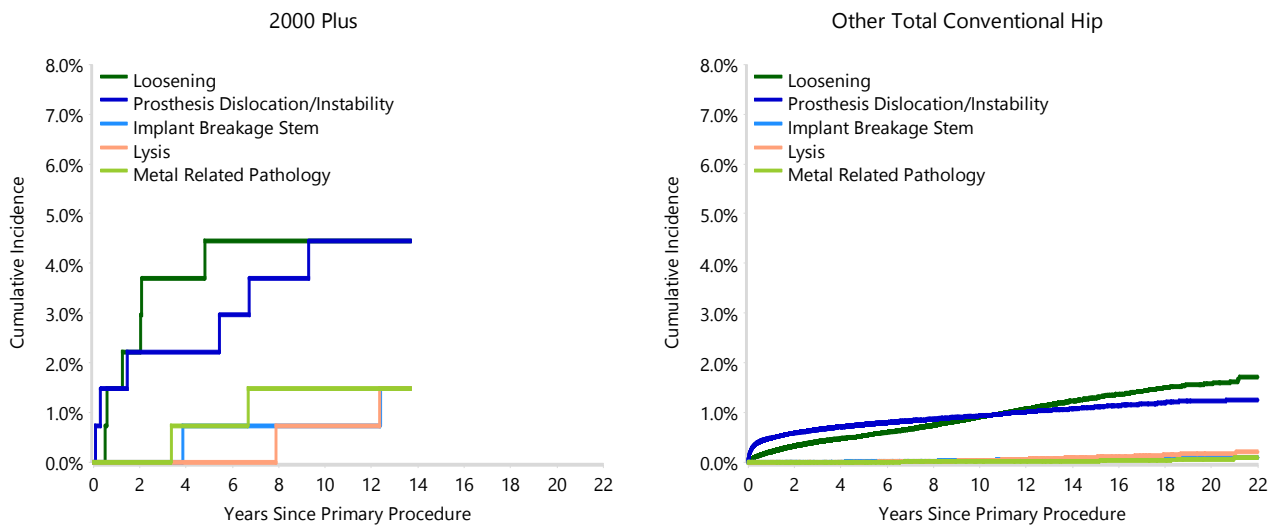 2000 Plus
8.0%
7.0%
6.0%
5.0%
4.0%
3.0%
2.0%
1.0%
0.0%
Cumulative Incidence
Loosening
Prosthesis Dislocation/Instability
Implant Breakage Stem
Lysis
Metal Related Pathology
0 2 4 6 8 10 12 14 16 18 20 22
Years Since Primary Procedure
Other Total Conventional Hip
8.0%
7.0%
6.0%
5.0%
4.0%
3.0%
2.0%
1.0%
0.0%
Cumulative Incidence
Loosening
Prosthesis Dislocation/Instability
Implant Breakage Stem
Lysis
Metal Related Pathology
0 2 4 6 8 10 12 14 16 18 20 22
Years Since Primary Procedure